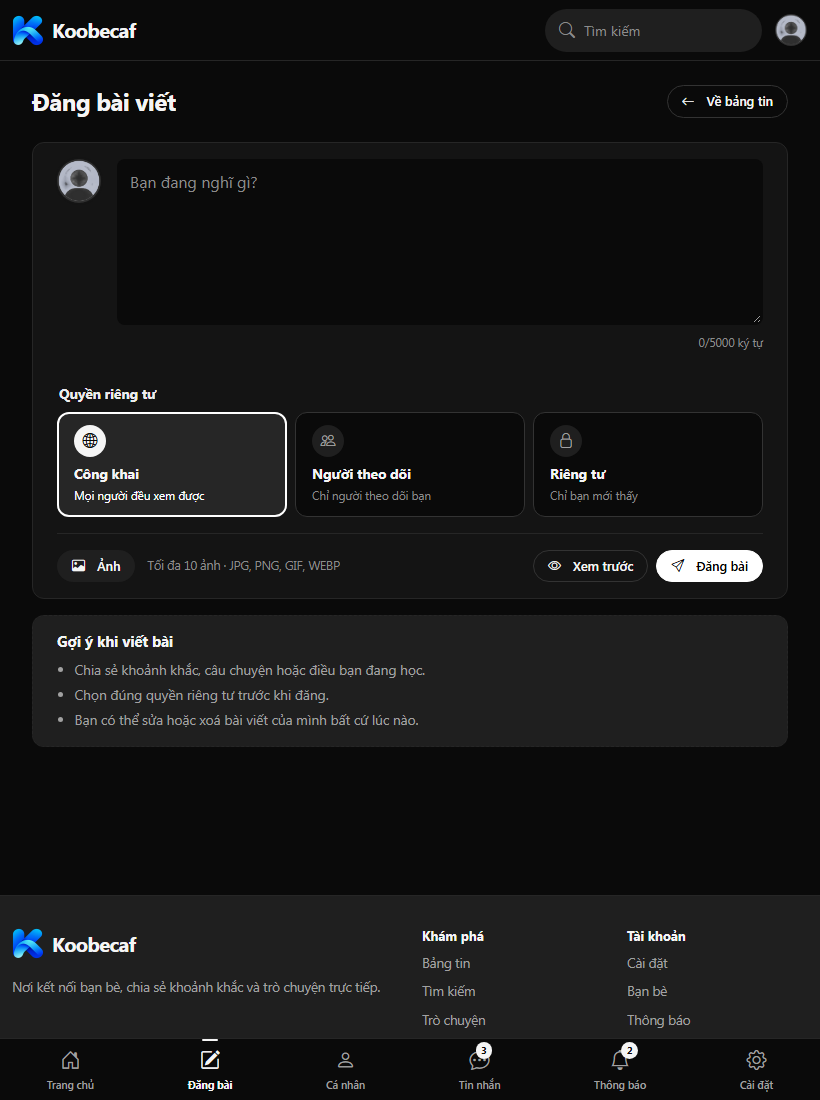 Koobecaf
Tìm kiếm
Đăng bài viết
Về bảng tin
Bạn đang nghĩ gì?
0/5000 ký tự
Quyền riêng tư
Công khai
Mọi người đều xem được
Người theo dõi
Chỉ người theo dõi bạn
Riêng tư
Chỉ bạn mới thấy
Ảnh
Tối đa 10 ảnh · JPG, PNG, GIF, WEBP
Xem trước
Đăng bài
Gợi ý khi viết bài
Chia sẻ khoảnh khắc, câu chuyện hoặc điều bạn đang học.
Chọn đúng quyền riêng tư trước khi đăng.
Bạn có thể sửa hoặc xoá bài viết của mình bất cứ lúc nào.
Koobecaf
Nơi kết nối bạn bè, chia sẻ khoảnh khắc và trò chuyện trực tiếp.
Khám phá
Bảng tin
Tìm kiếm
Trò chuyện
Tài khoản
Cài đặt
Bạn bè
Thông báo
Trang chủ
Đăng bài
Cá nhân
3
Tin nhắn
2
Thông báo
Cài đặt